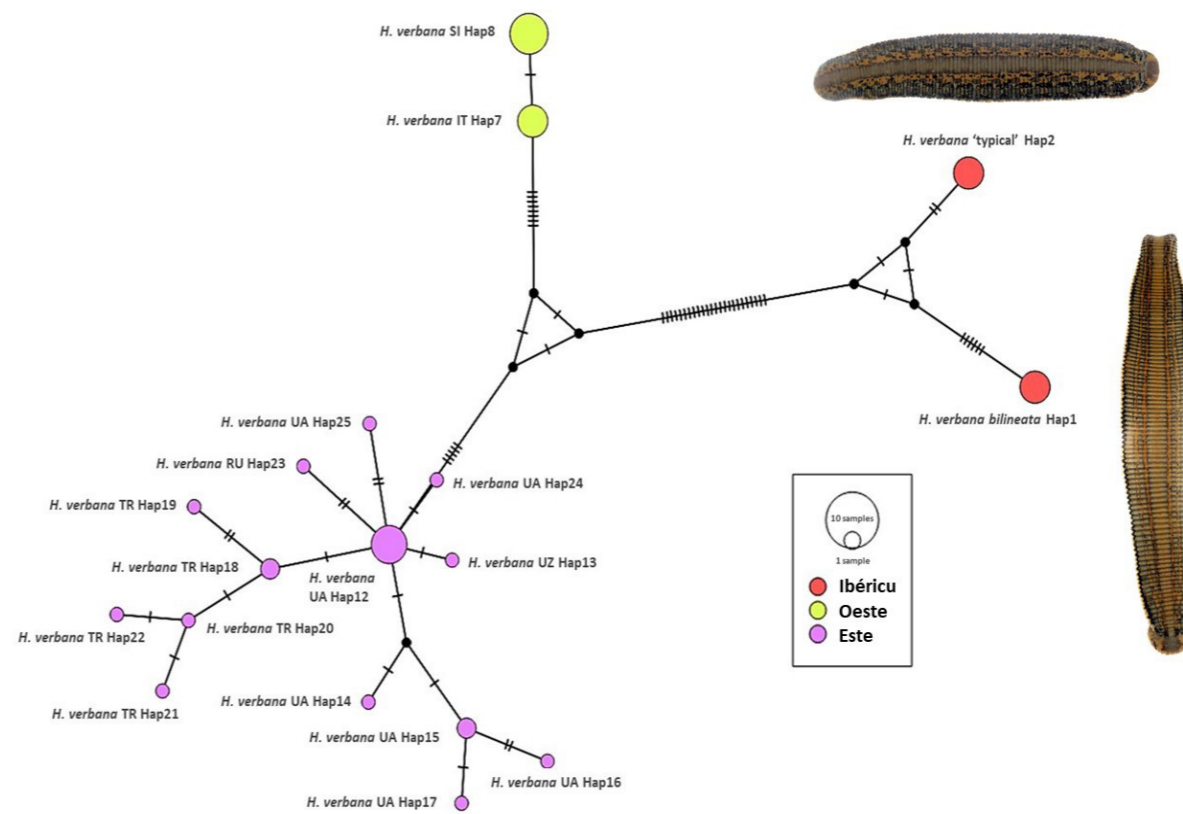 H. verbana SI Hap8
H. verbana IT Hap7
H. verbana ‘typical’ Hap2
H. verbana bilineata Hap1
H. verbana UA Hap25
H. verbana RU Hap23
H. verbana UA Hap24
H. verbana TR Hap19
H. verbana TR Hap18
H. verbana
UA Hap12
H. verbana UZ Hap13
H. verbana TR Hap22
H. verbana TR Hap20
H. verbana TR Hap21
H. verbana UA Hap14
H. verbana UA Hap15
H. verbana UA Hap16
H. verbana UA Hap17
10 samples
1 sample
Ibéricu
Oeste
Este